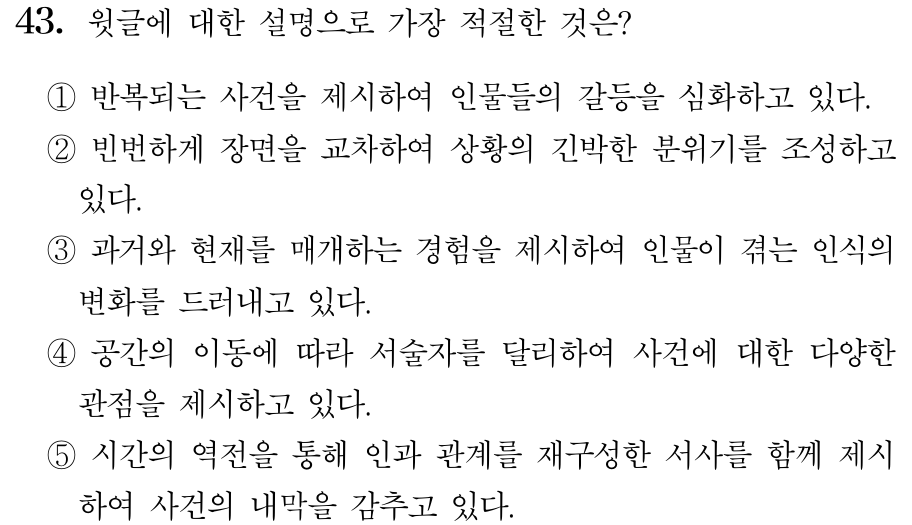 43. 윗글에 대한 설명으로 가장 적절한 것은?
① 반복되는 사건을 제시하여 인물들의 갈등을 심화하고 있다.
② 빈번하게 장면을 교차하여 상황의 긴박한 분위기를 조성하고
있다.
③ 과거와 현재를 매개하는 경험을 제시하여 인물이 겪는 인식의
변화를 드러내고 있다.
④ 공간의 이동에 따라 서술자를 달리하여 사건에 대한 다양한
관점을 제시하고 있다.
⑤ 시간의 역전을 통해 인과 관계를 재구성한 서사를 함께 제시
하여 사건의 내막을 감추고 있다.